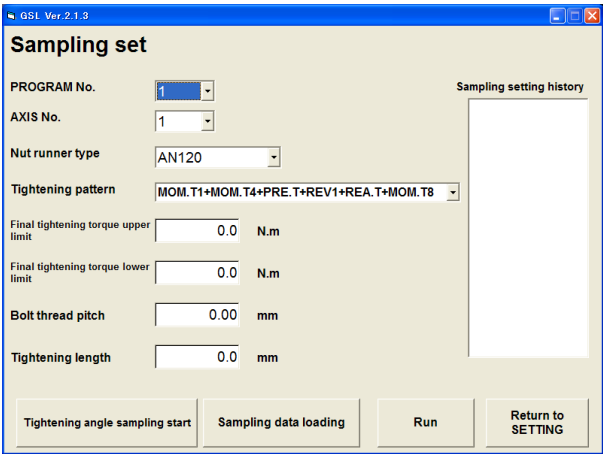 GSL Ver.2.1.3
Sampling set
PROGRAM No.
1
Sampling setting history
AXIS No.
1
Nut runner type
AN120
Tightening pattern
MOM.T1+MOM.T4+PRE.T+REV1+REA.T+MOM.T8
Final tightening torque upper
limit
0.0 N.m
Final tightening torque lower
limit
0.0 N.m
Bolt thread pitch
0.00 mm
Tightening length
0.0 mm
Tightening angle sampling start
Sampling data loading
Run
Return to
SETTING